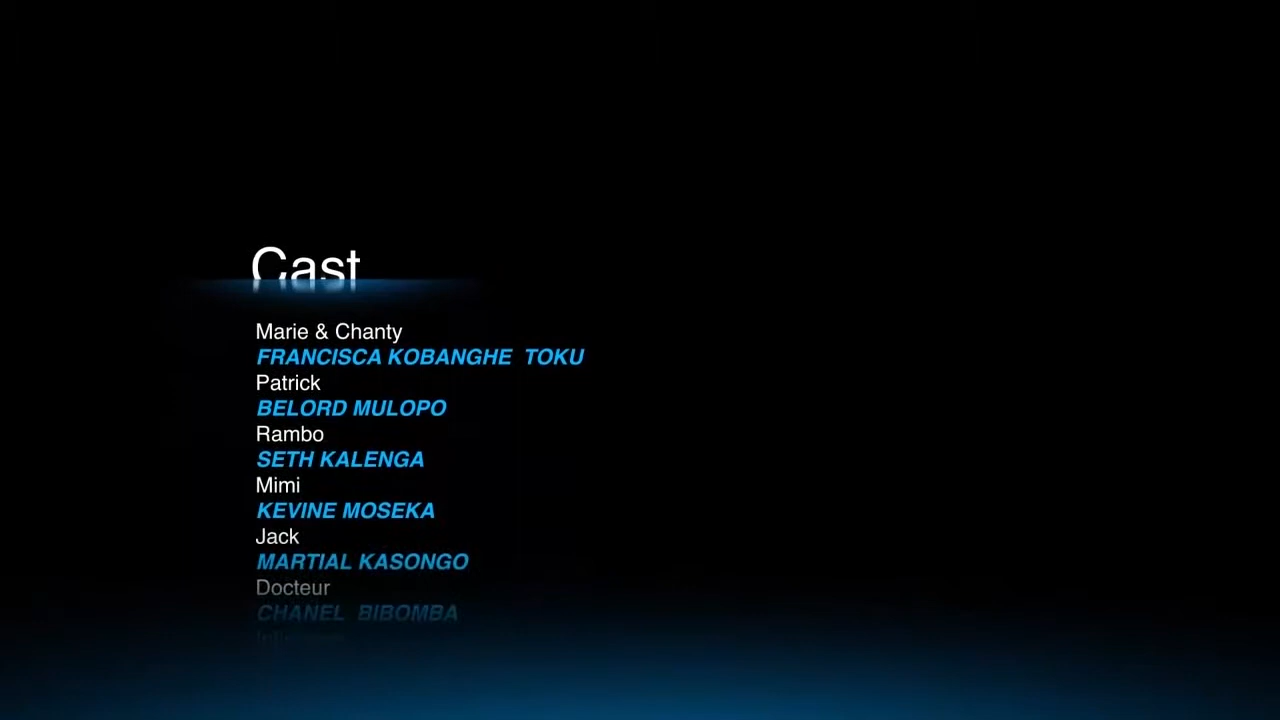 Cast
Marie & Chanty
FRANCISCA KOBANGHE TOKU
Patrick
BELORD MULOPO
Rambo
SETH KALENGA
Mimi
KEVINE MOSEKA
Jack
MARTIAL KASONGO
Docteur
CHANEL BIBOMBA